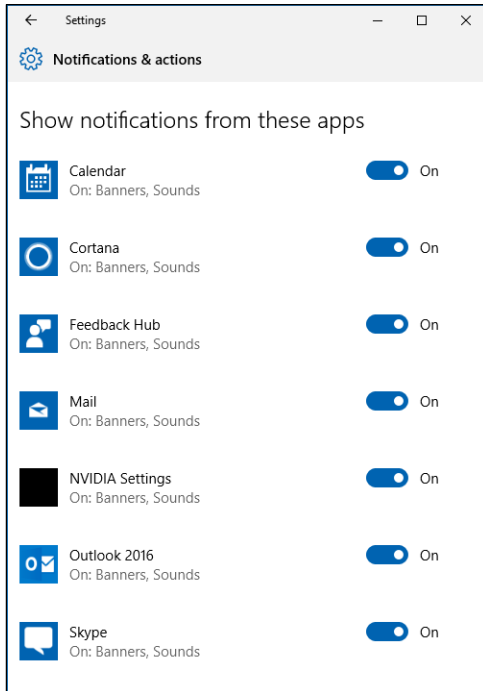 Settings
Notifications & actions
Show notifications from these apps
Calendar On
On: Banners, Sounds
Cortana On
On: Banners, Sounds
Feedback Hub On
On: Banners, Sounds
Mail On
On: Banners, Sounds
NVIDIA Settings On
On: Banners, Sounds
Outlook 2016 On
On: Banners, Sounds
Skype On
On: Banners, Sounds